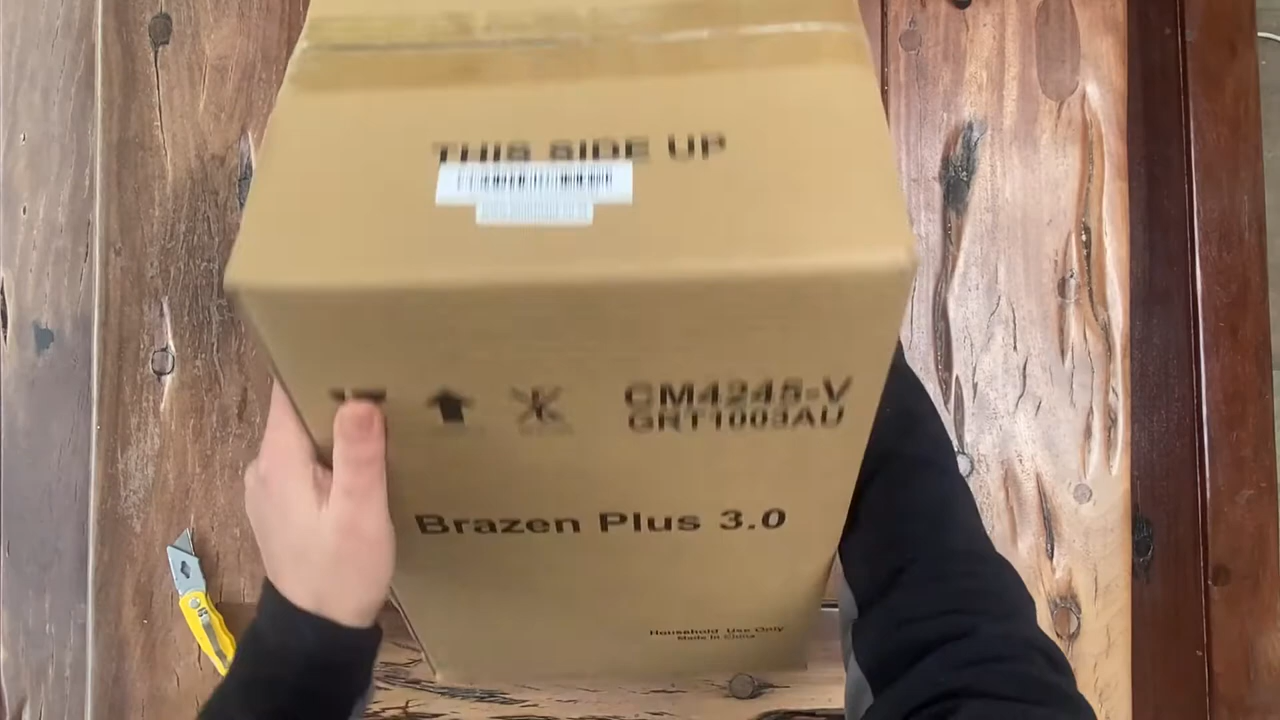 THIS SIDE UP
CM4245-V
GRT1003AU
Brazen Plus 3.0
Household Use Only
Made In China